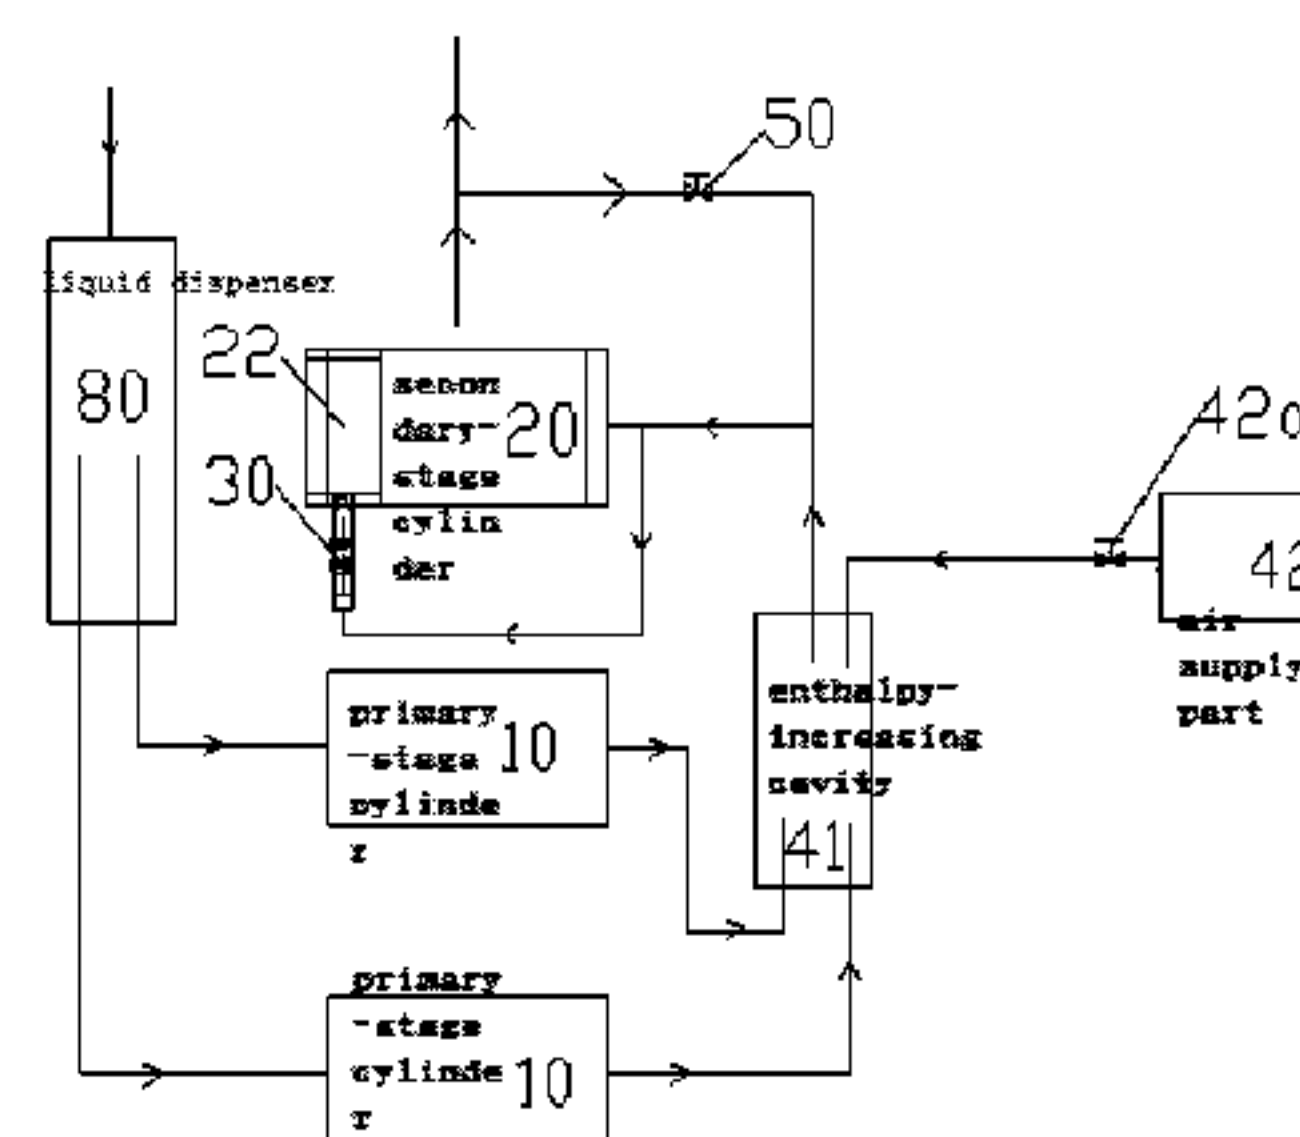 50
liquid dispenser
22
80
secon
dary-
stage
cylin
der
20
42a
30
42
air
supply
part
primary
-stage
cylinde
r
10
enthalpy-
increasing
cavity
41
primary
-stage
cylinde
r
10